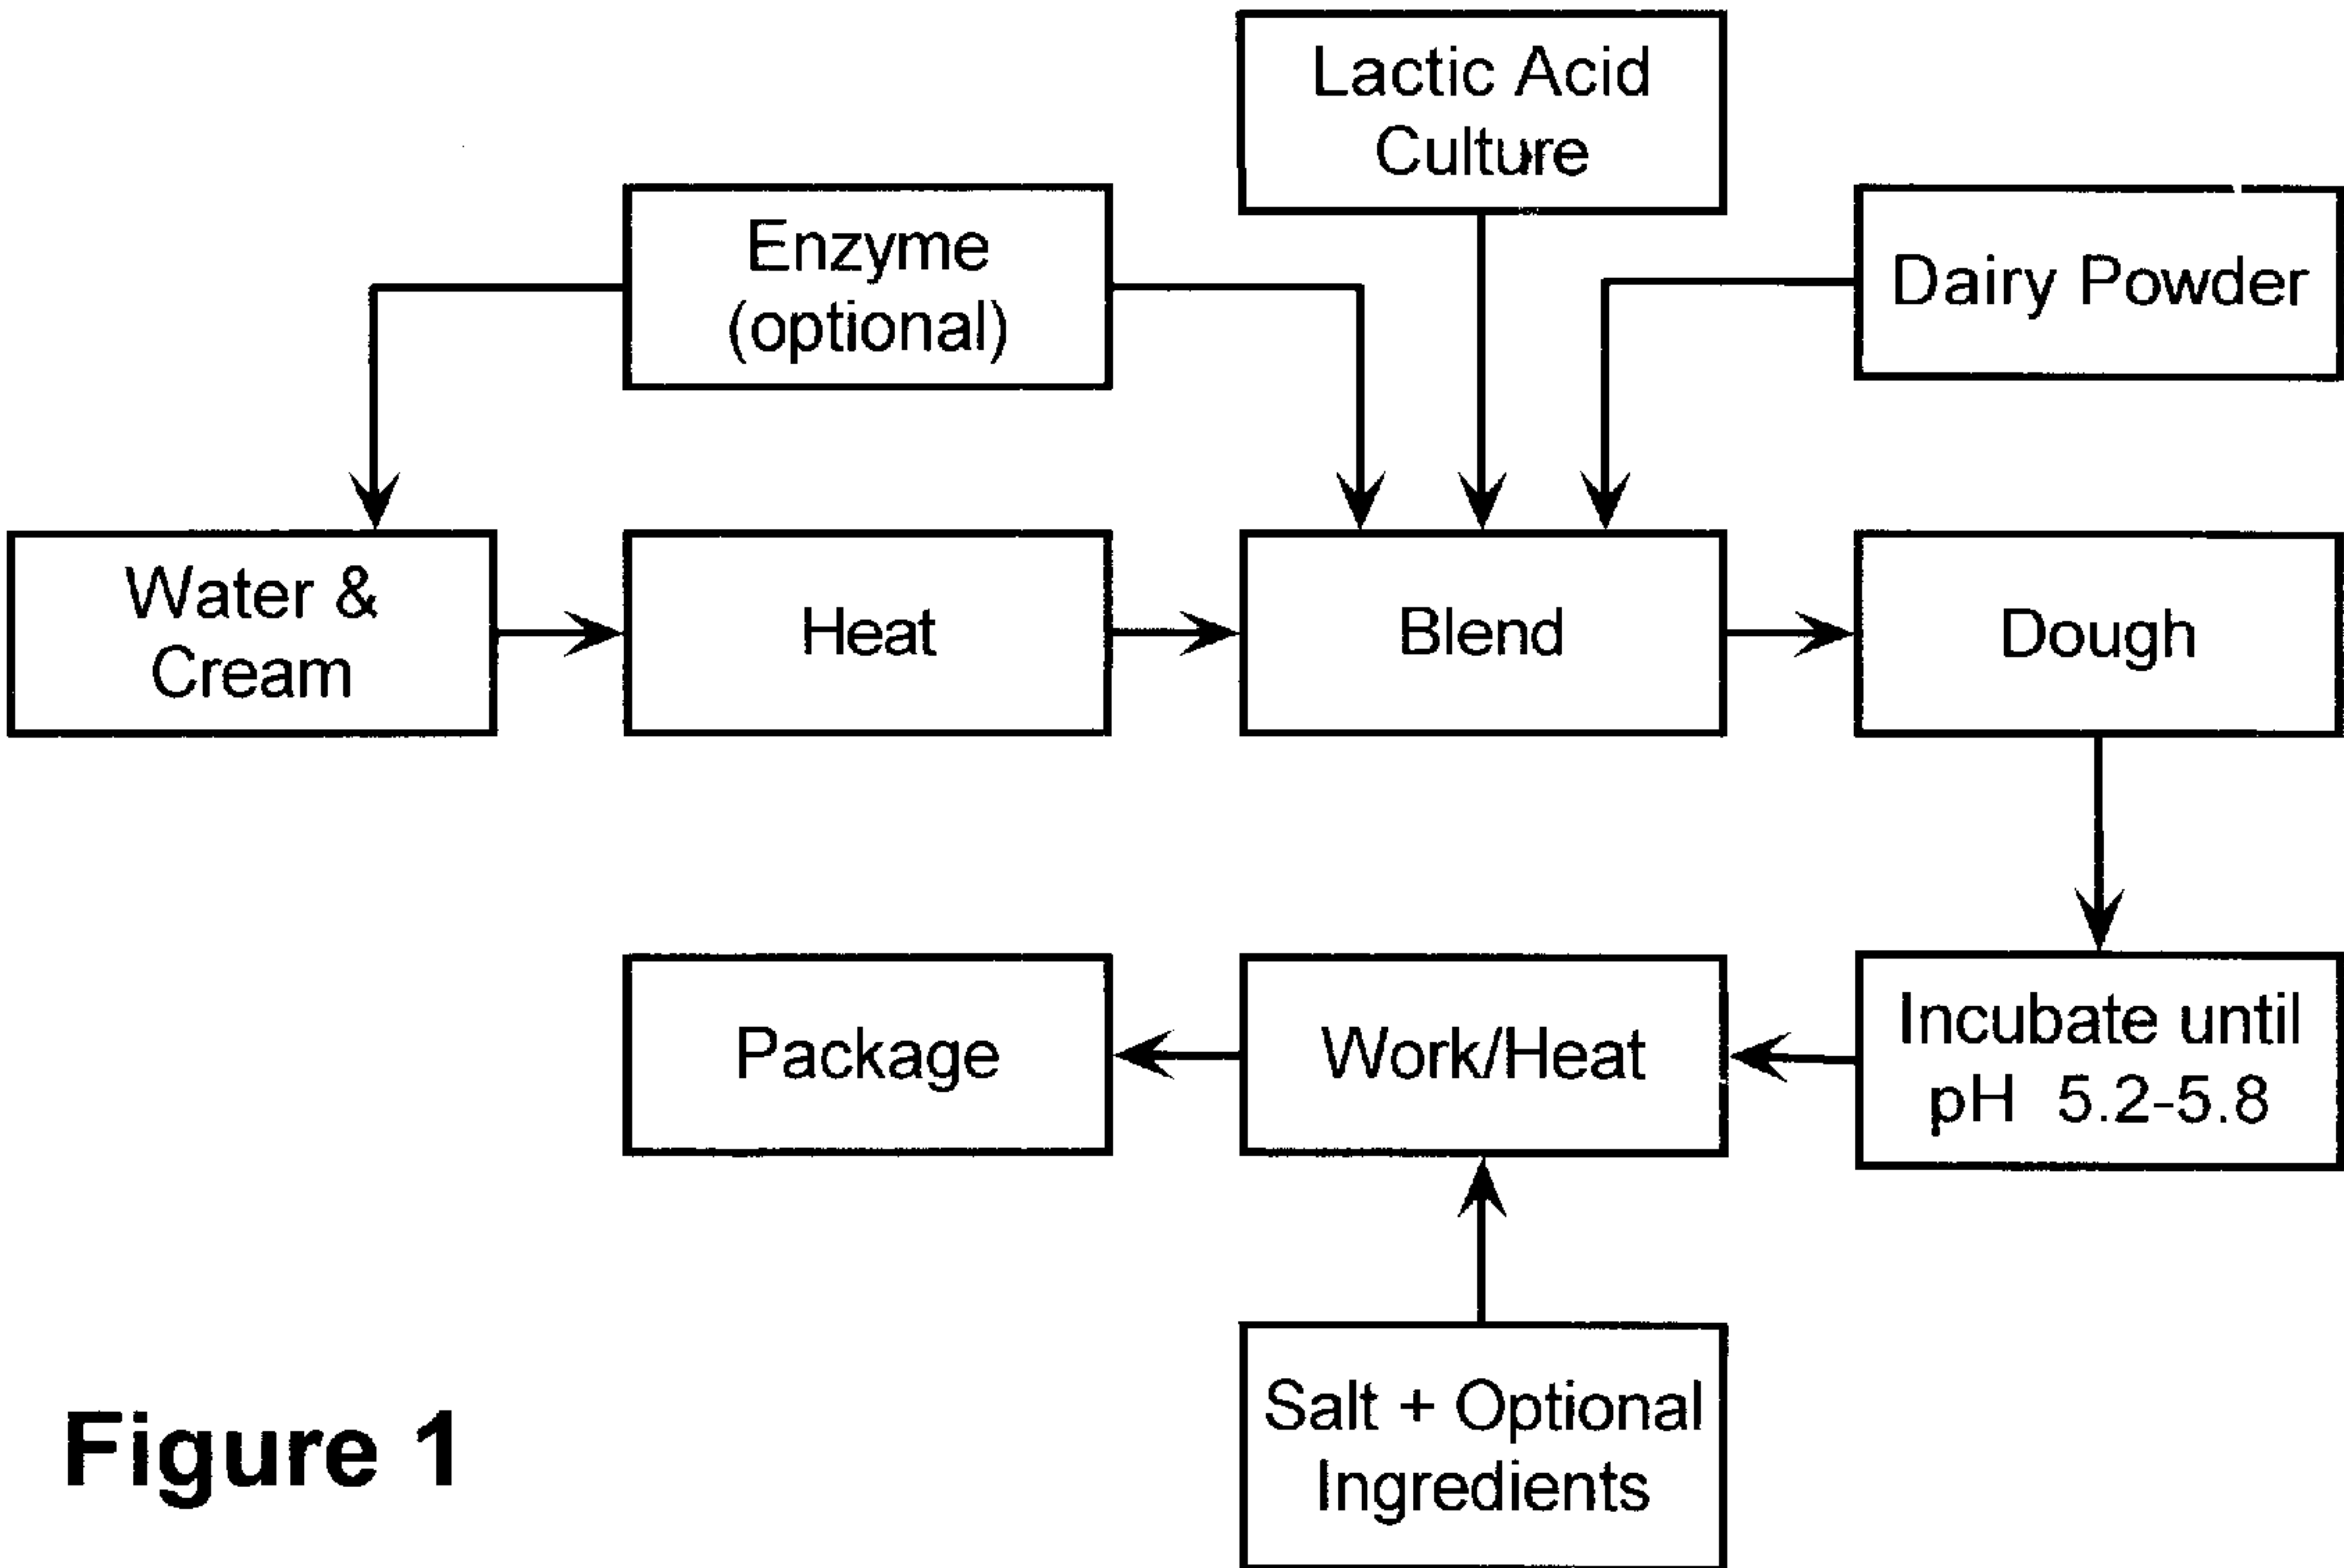 Lactic Acid
Culture
Enzyme
(optional)
Dairy Powder
Water &
Cream
Heat
Blend
Dough
Package
Work/Heat
Incubate until
pH 5.2-5.8
Salt + Optional
Ingredients
Figure 1